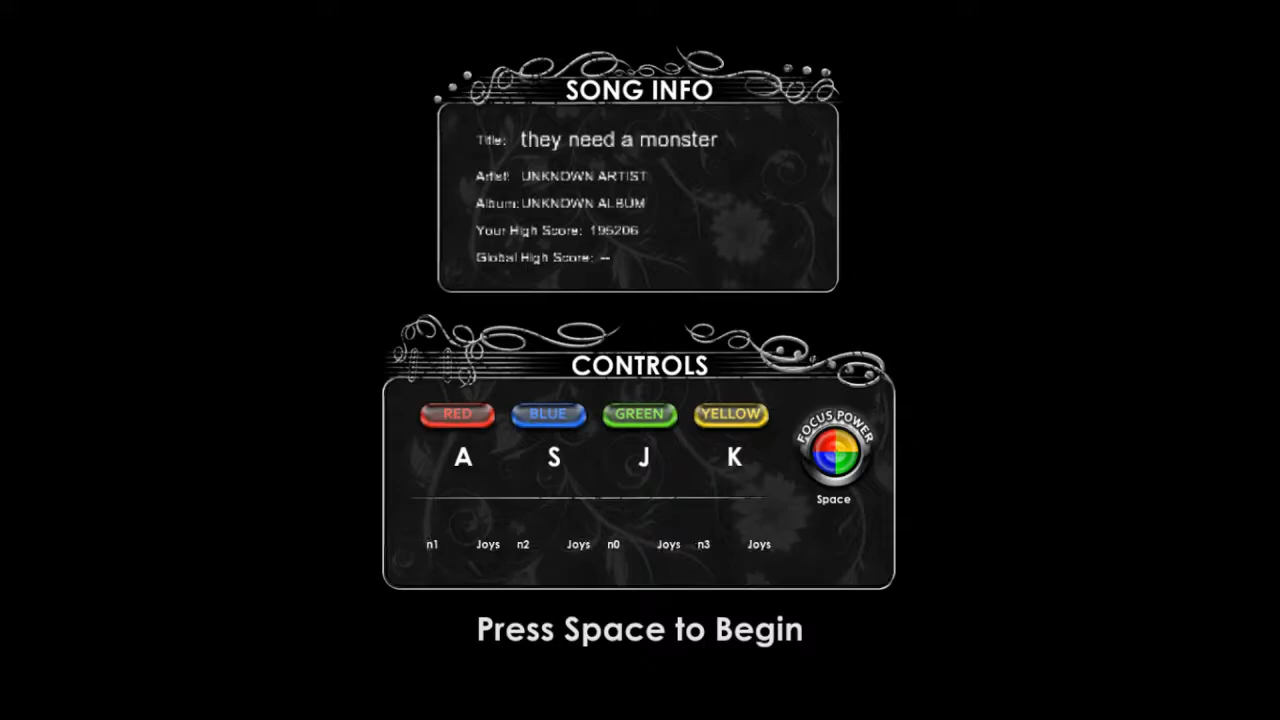 SONG INFO
Title: they need a monster
Artist: UNKNOWN ARTIST
Album: UNKNOWN ALBUM
Your High Score: 195206
Global High Score: --
CONTROLS
RED BLUE GREEN YELLOW
FOCUS POWER
A S J K
Space
n1 Joys n2 Joys n0 Joys n3 Joys
Press Space to Begin